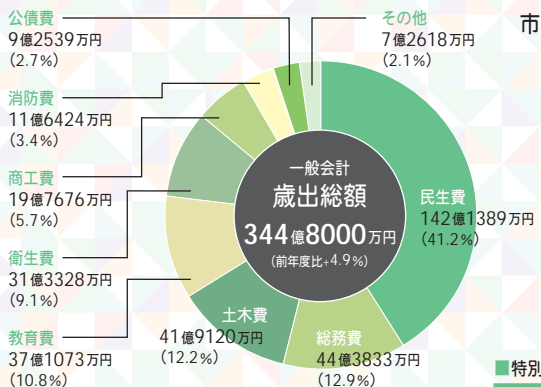 公債費
9億2539万円
(2.7%)
その他
7億2618万円
(2.1%)
市
消防費
11億6424万円
(3.4%)
商工費
19億7676万円
(5.7%)
衛生費
31億3328万円
(9.1%)
教育費
37億1073万円
(10.8%)
土木費
41億9120万円
(12.2%)
総務費
44億3833万円
(12.9%)
民生費
142億1389万円
(41.2%)
一般会計
歳出総額
344億8000万円
(前年度比+4.9%)
■特別